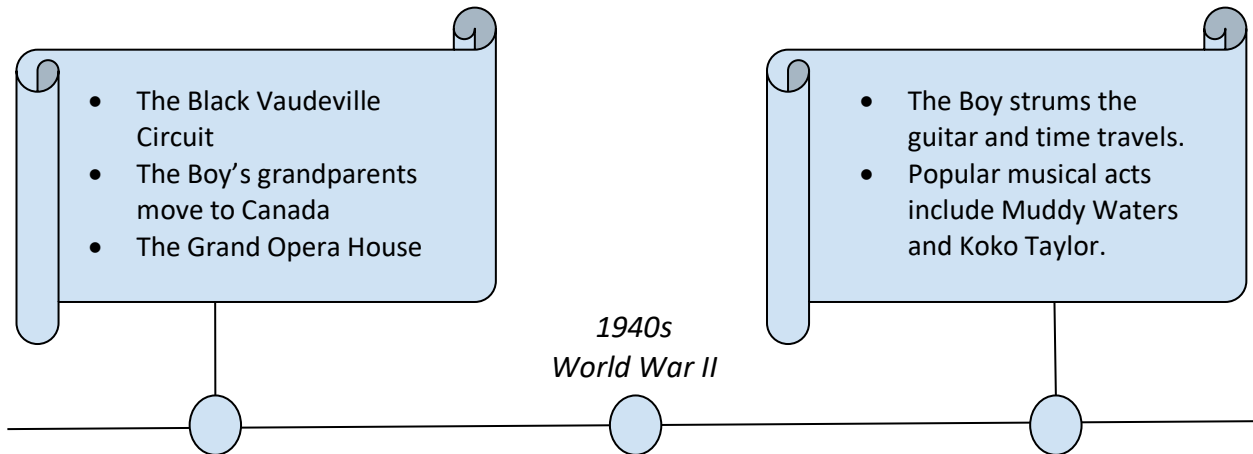 • The Black Vaudeville
Circuit
• The Boy’s grandparents
move to Canada
• The Grand Opera House
1940s
World War II
• The Boy strums the
guitar and time travels.
• Popular musical acts
include Muddy Waters
and Koko Taylor.